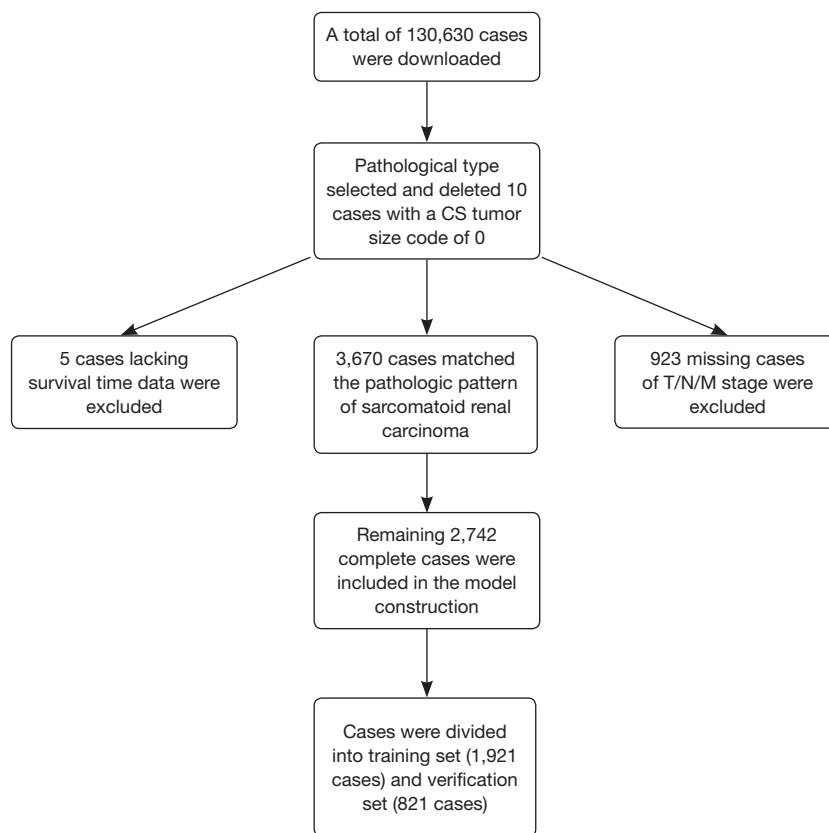 A total of 130,630 cases
were downloaded
Pathological type
selected and deleted 10
cases with a CS tumor
size code of 0
5 cases lacking
survival time data were
excluded
3,670 cases matched
the pathologic pattern
of sarcomatoid renal
carcinoma
923 missing cases
of T/N/M stage were
excluded
Remaining 2,742
complete cases were
included in the model
construction
Cases were divided
into training set (1,921
cases) and verification
set (821 cases)